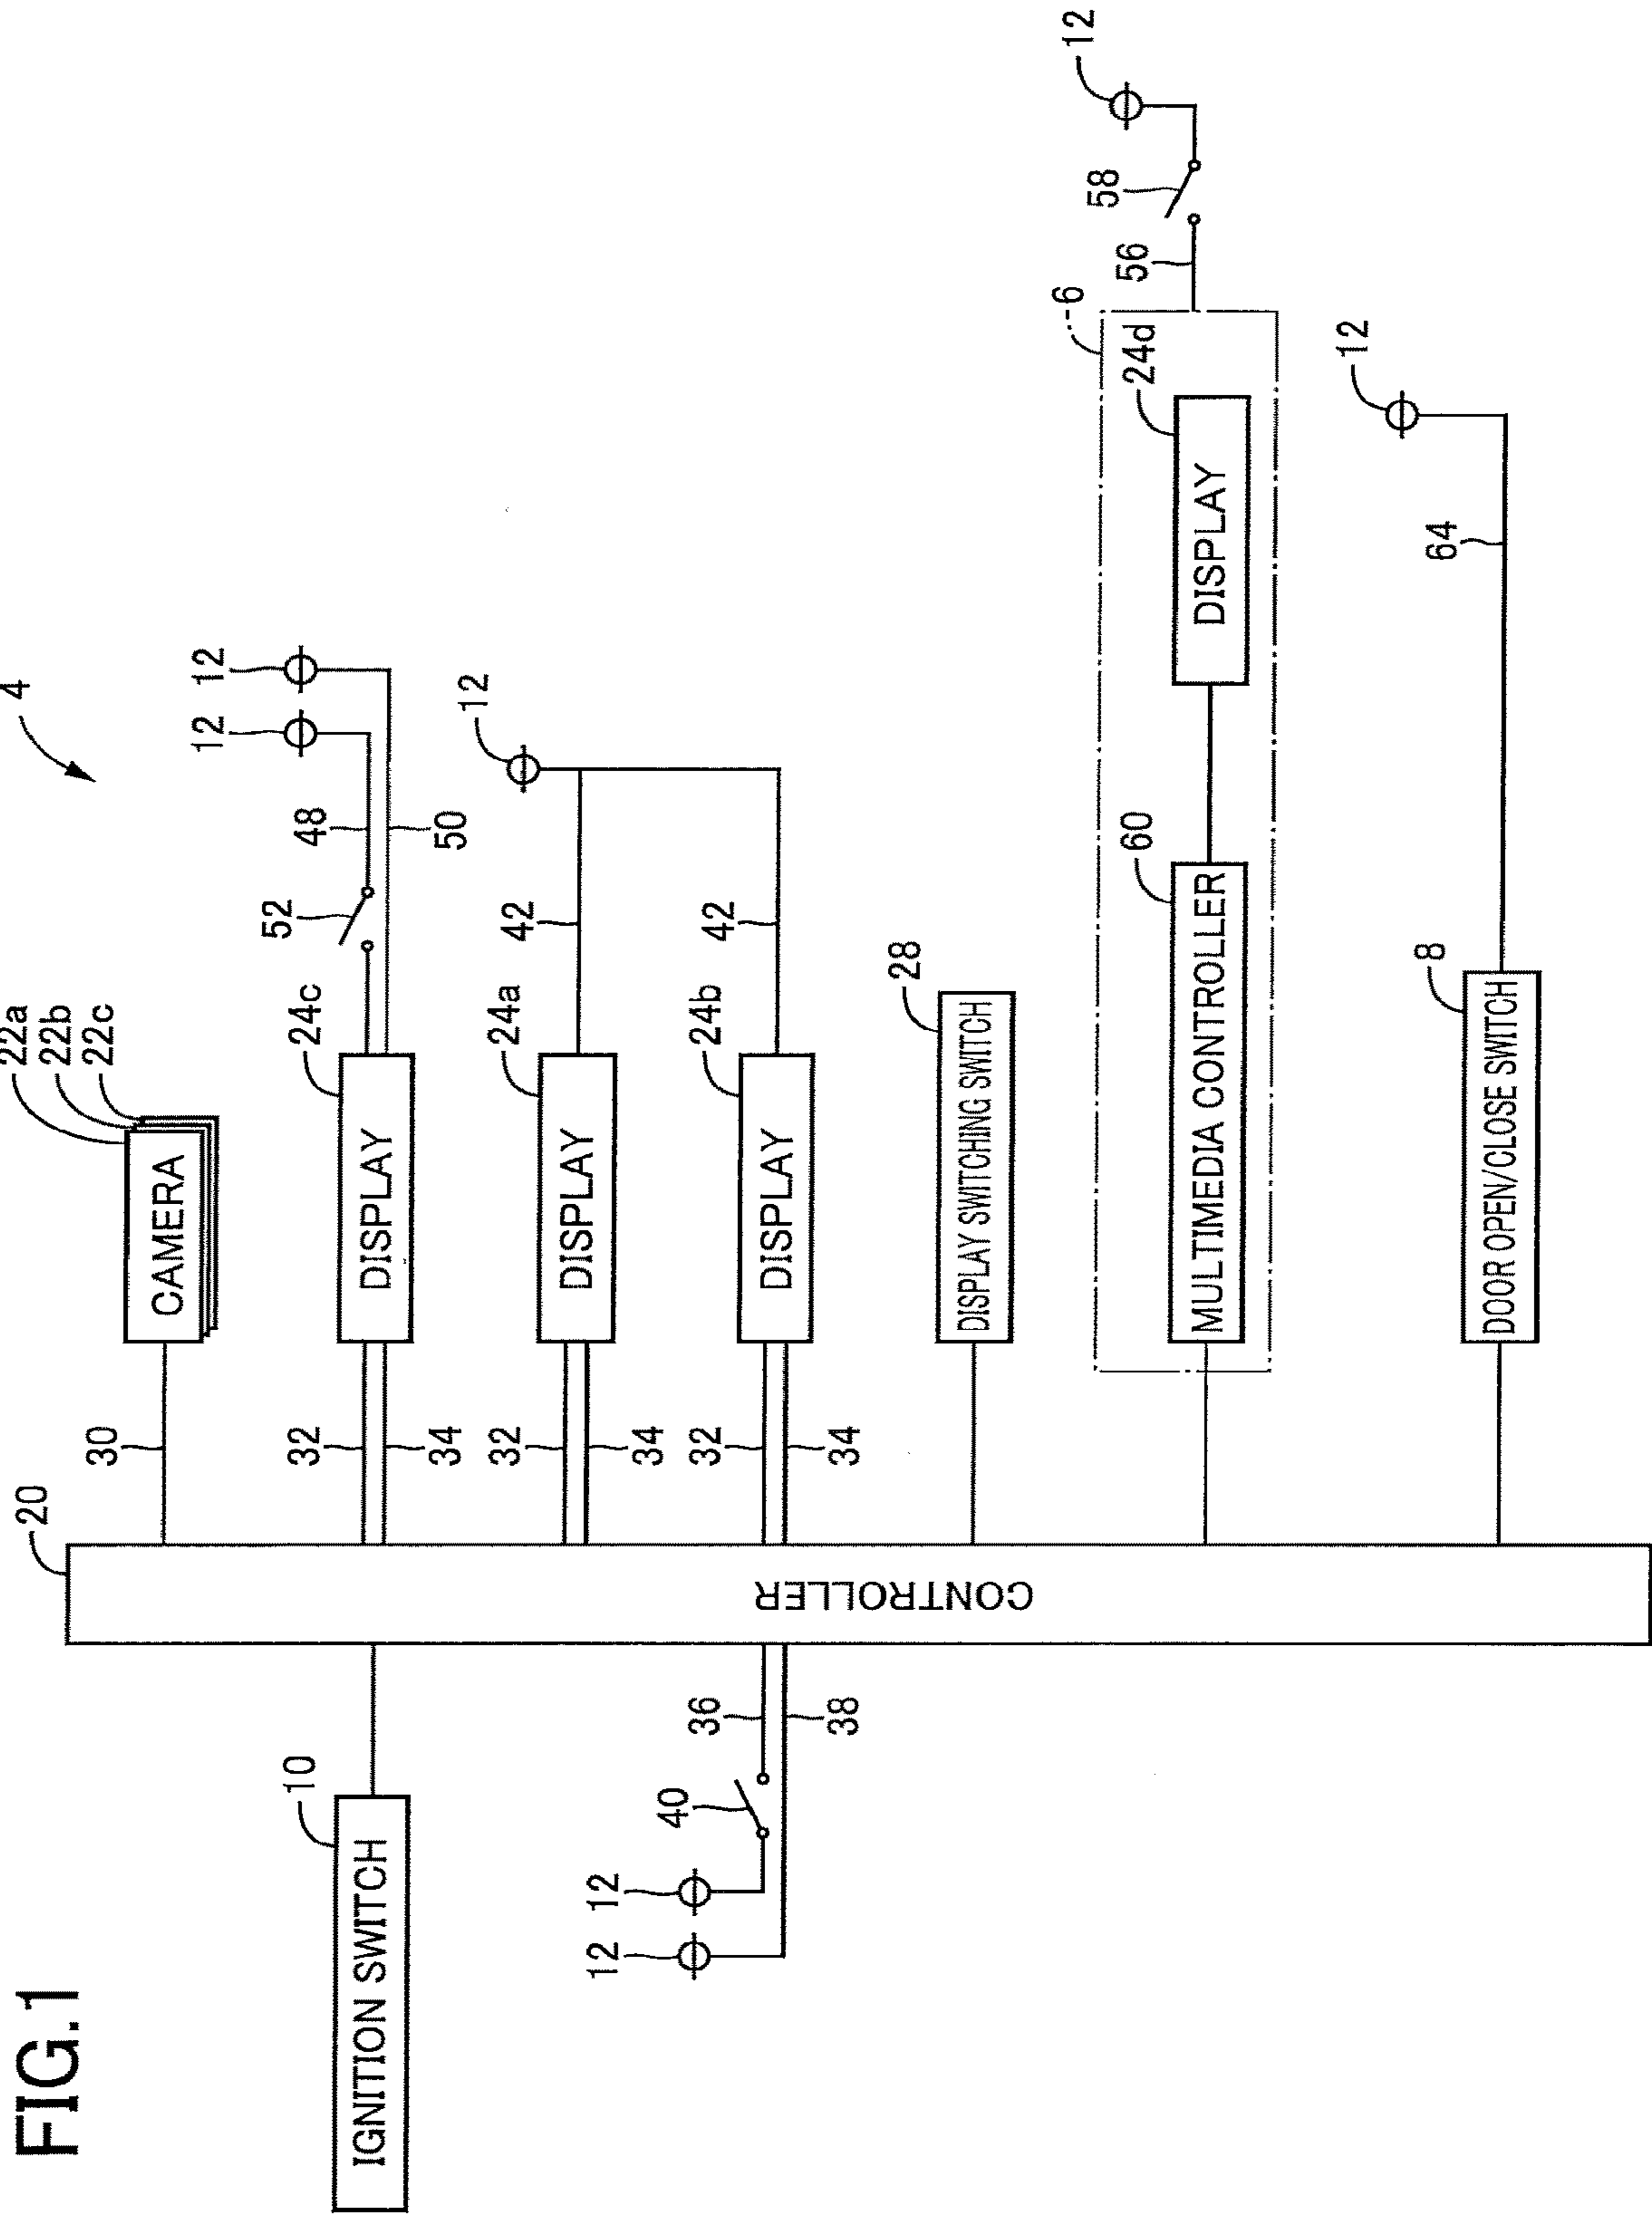 FIG.1
4
22a
22b
22c
20
30
CAMERA
12
12
48
50
52
24c
10
32
34
DISPLAY
IGNITION SWITCH
12
42
24a
32
34
DISPLAY
42
24b
12
12
40
36
38
32
34
DISPLAY
CONTROLLER
28
DISPLAY SWITCHING SWITCH
12
58
56
6
60
24d
MULTIMEDIA CONTROLLER
DISPLAY
12
64
8
DOOR OPEN/CLOSE SWITCH